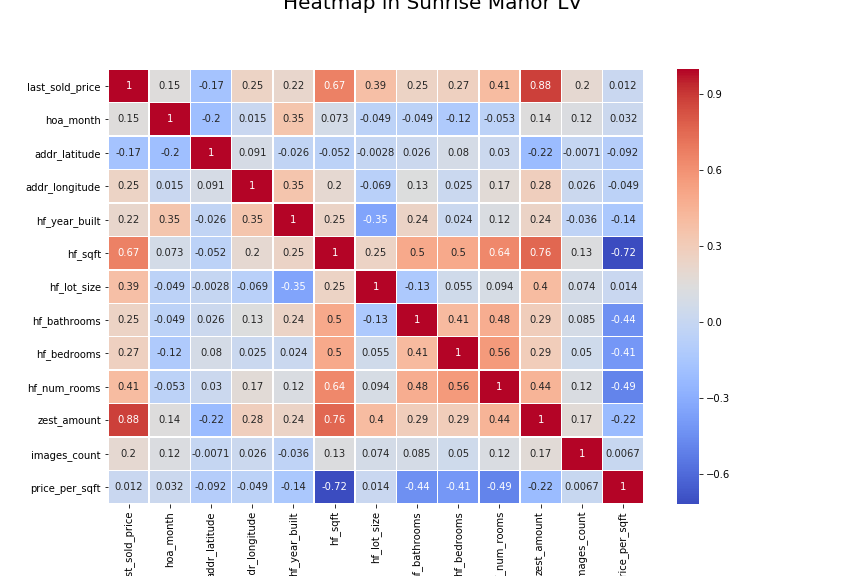 Heatmap in Sunrise Manor LV
last_sold_price 1 0.15 -0.17 0.25 0.22 0.67 0.39 0.25 0.27 0.41 0.88 0.2 0.012
hoa_month 0.15 1 -0.2 0.015 0.35 0.073 -0.049 -0.049 -0.12 -0.053 0.14 0.12 0.032
addr_latitude -0.17 -0.2 1 0.091 -0.026 -0.052 -0.0028 0.026 0.08 0.03 -0.22 -0.0071 -0.092
addr_longitude 0.25 0.015 0.091 1 0.35 0.2 -0.069 0.13 0.025 0.17 0.28 0.026 -0.049
hf_year_built 0.22 0.35 -0.026 0.35 1 0.25 -0.35 0.24 0.024 0.12 0.24 -0.036 -0.14
hf_sqft 0.67 0.073 -0.052 0.2 0.25 1 0.25 0.5 0.5 0.64 0.76 0.13 -0.72
hf_lot_size 0.39 -0.049 -0.0028 -0.069 -0.35 0.25 1 -0.13 0.055 0.094 0.4 0.074 0.014
hf_bathrooms 0.25 -0.049 0.026 0.13 0.24 0.5 -0.13 1 0.41 0.48 0.29 0.085 -0.44
hf_bedrooms 0.27 -0.12 0.08 0.025 0.024 0.5 0.055 0.41 1 0.56 0.29 0.05 -0.41
hf_num_rooms 0.41 -0.053 0.03 0.17 0.12 0.64 0.094 0.48 0.56 1 0.44 0.12 -0.49
zest_amount 0.88 0.14 -0.22 0.28 0.24 0.76 0.4 0.29 0.29 0.44 1 0.17 -0.22
images_count 0.2 0.12 -0.0071 0.026 -0.036 0.13 0.074 0.085 0.05 0.12 0.17 1 0.0067
price_per_sqft 0.012 0.032 -0.092 -0.049 -0.14 -0.72 0.014 -0.44 -0.41 -0.49 -0.22 0.0067 1
st_sold_price
hoa_month
addr_latitude
dr_longitude
hf_year_built
hf_sqft
hf_lot_size
f_bathrooms
hf_bedrooms
_num_rooms
zest_amount
mages_count
rice_per_sqft
0.9
0.6
0.3
0.0
−0.3
−0.6